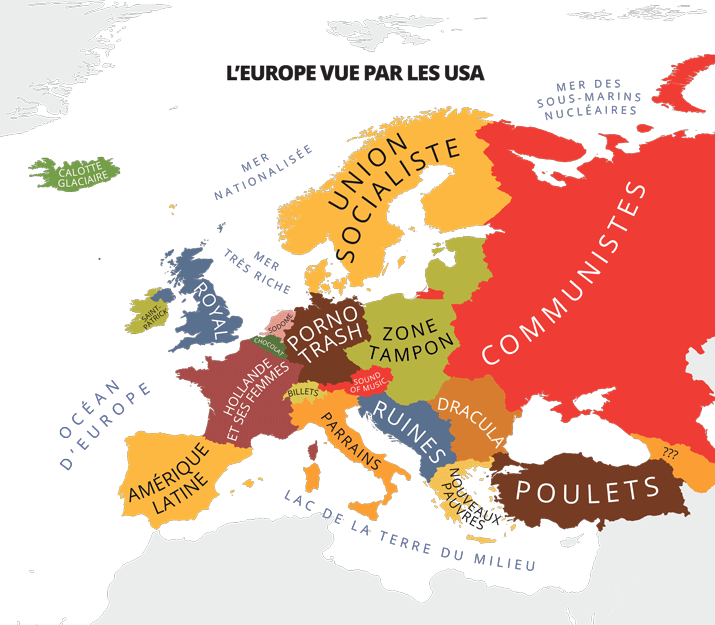 L'EUROPE VUE PAR LES USA
MER DES
SOUS-MARINS
NUCLÉAIRES
MER
NATIONALISÉE
UNION
SOCIALISTE
CALOTTE
GLACIAIRE
COMMUNISTES
MER
TRÈS RICHE
ROYAL
SAINT-
PATRICK
SODOME
PORNO
TRASH
ZONE
TAMPON
CHOCOLAT
HOLLANDE
ET SES FEMMES
BILLETS
SOUND
OF MUSIC
OCÉAN
D'EUROPE
RUINES
DRACULA
PARRAINS
AMÉRIQUE
LATINE
???
NOUVEAUX
PAUVRES
POULETS
LAC DE LA TERRE DU MILIEU